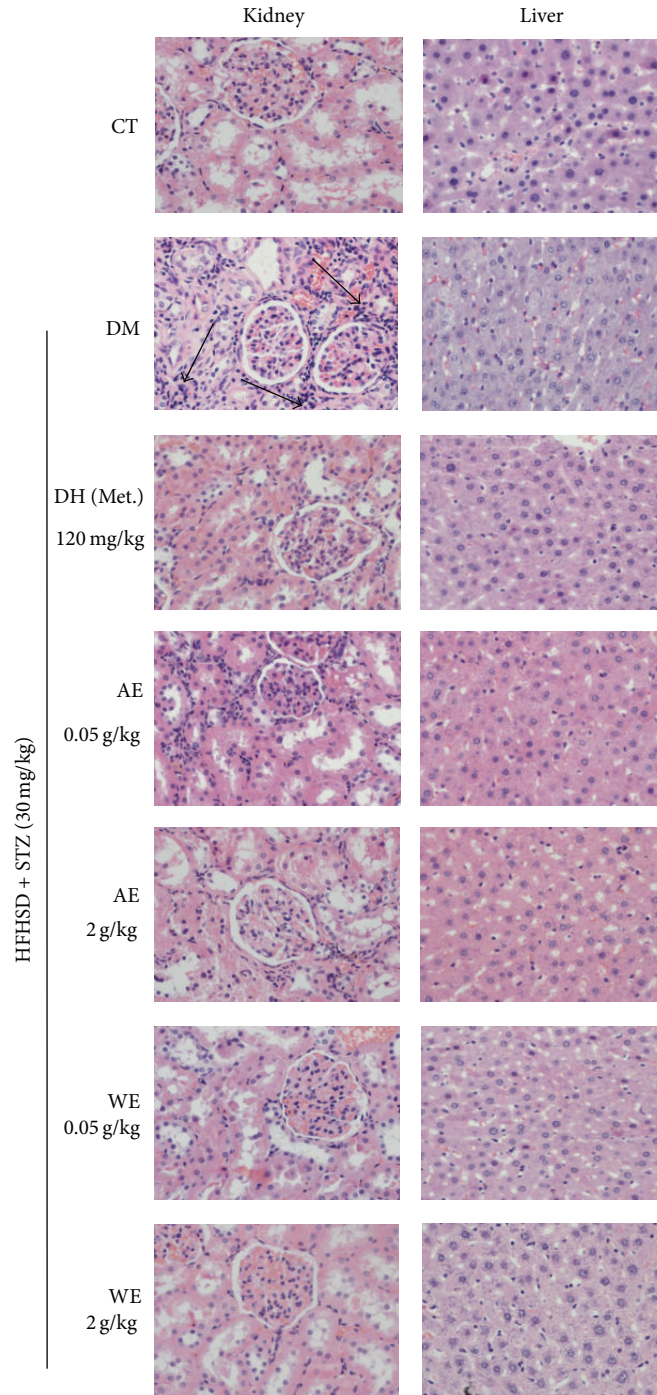 Kidney Liver
CT
DM
DH (Met.)
120 mg/kg
AE
0.05 g/kg
AE
2 g/kg
WE
0.05 g/kg
WE
2 g/kg
HFHSD + STZ (30 mg/kg)